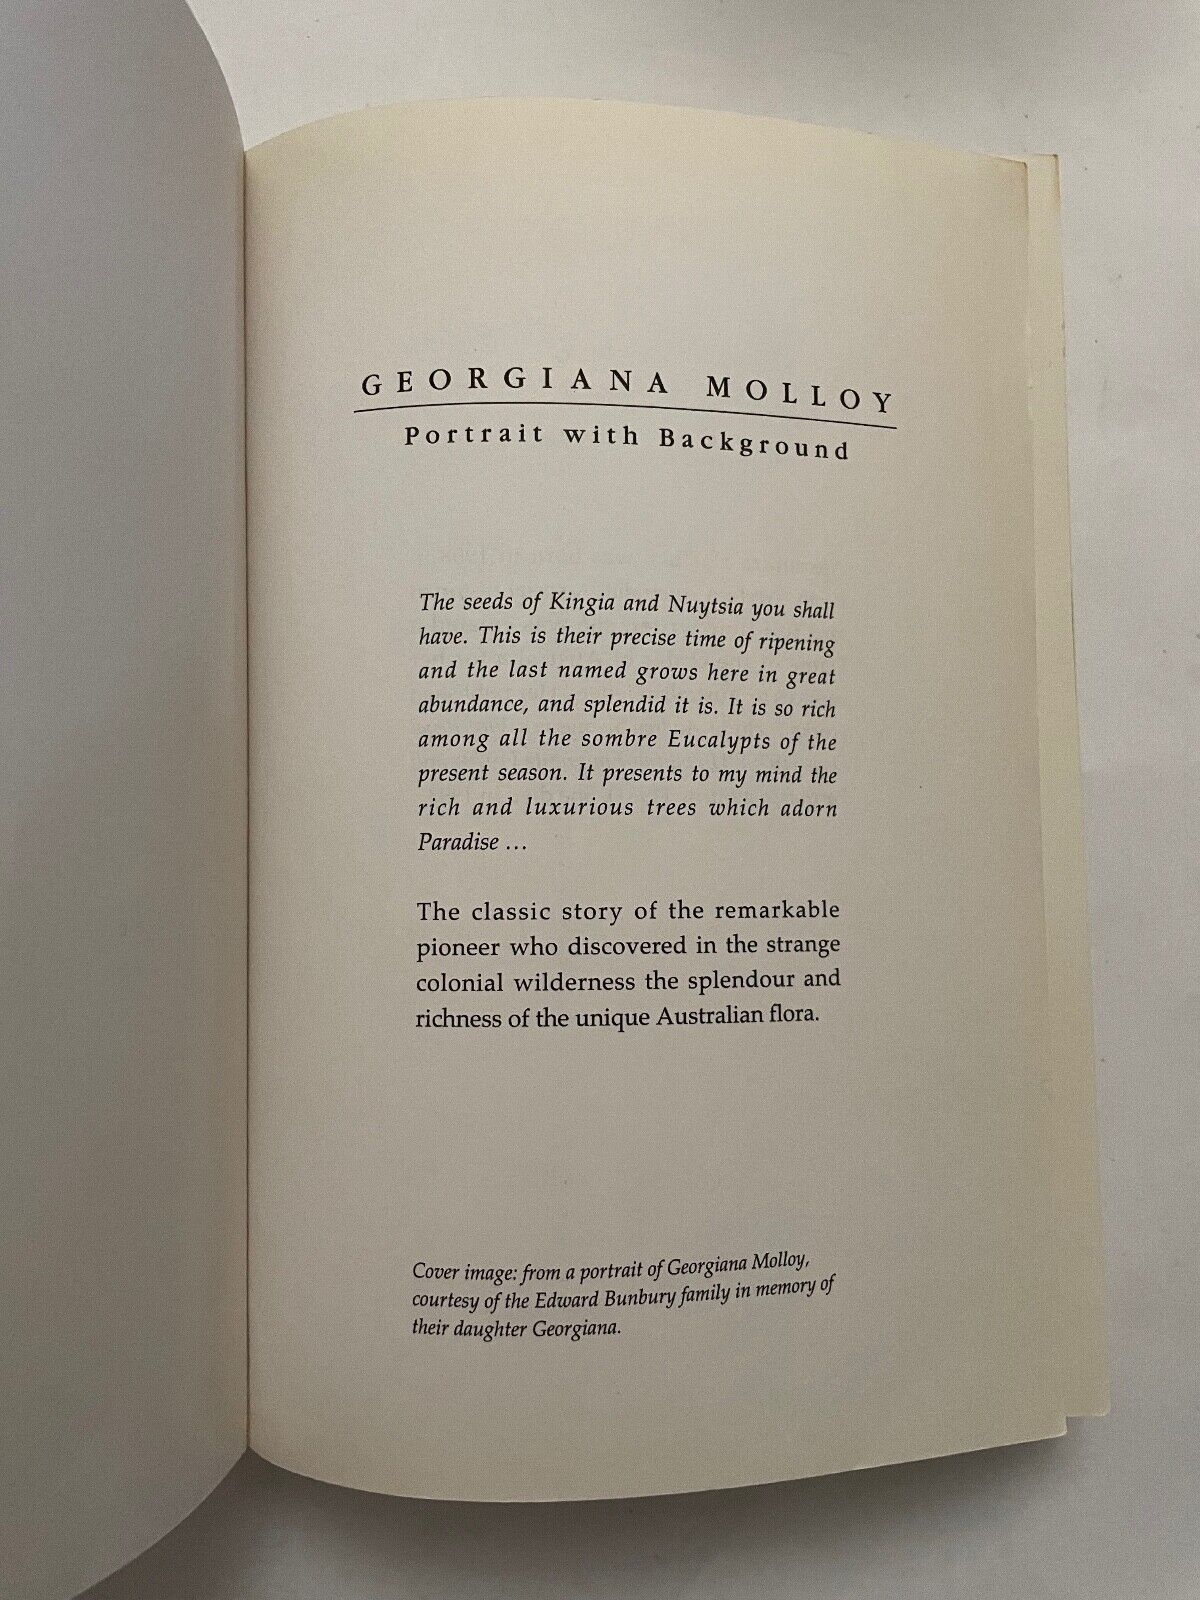 GEORGIANA MOLLOY
Portrait with Background
The seeds of Kingia and Nuytsia you shall
have. This is their precise time of ripening
and the last named grows here in great
abundance, and splendid it is. It is so rich
among all the sombre Eucalypts of the
present season. It presents to my mind the
rich and luxurious trees which adorn
Paradise ...
The classic story of the remarkable
pioneer who discovered in the strange
colonial wilderness the splendour and
richness of the unique Australian flora.
Cover image: from a portrait of Georgiana Molloy,
courtesy of the Edward Bunbury family in memory of
their daughter Georgiana.